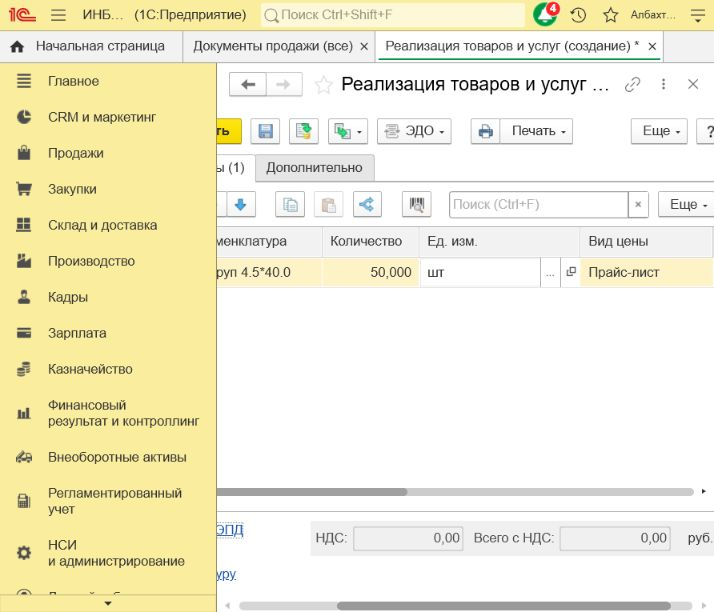 1С ИНБ... (1С:Предприятие) Поиск Ctrl+Shift+F 4 Албахт...
Начальная страница Документы продажи (все) × Реализация товаров и услуг (создание) * ×
Главное
CRM и маркетинг
Продажи
Закупки
Склад и доставка
Производство
Кадры
Зарплата
Казначейство
Финансовый
результат и контроллинг
Внеоборотные активы
Регламентированный
учет
НСИ
и администрирование
Реализация товаров и услуг ...
ть ЭДО Печать Еще ?
ы (1) Дополнительно
Поиск (Ctrl+F) × Еще
менклатура Количество Ед. изм. Вид цены
руп 4.5*40.0 50,000 шт ... Прайс-лист
ЭПД НДС: 0,00 Всего с НДС: 0,00 руб.
уру